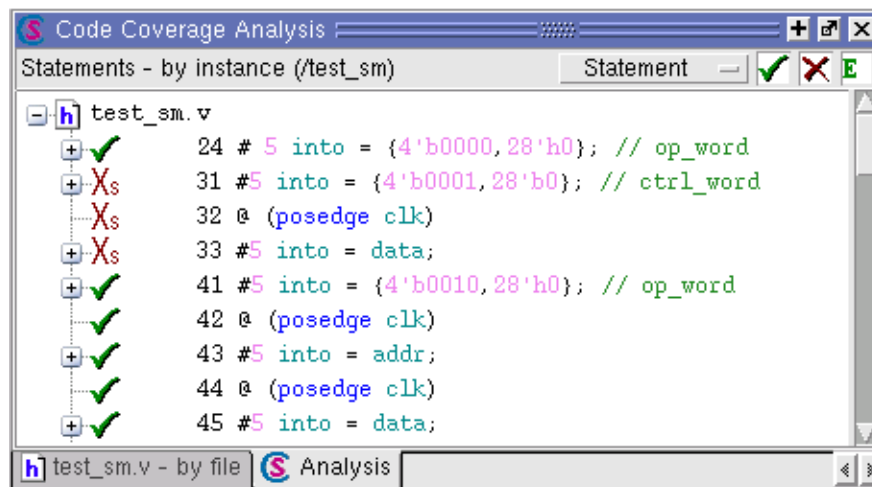 Code Coverage Analysis
Statements - by instance (/test_sm) Statement E
h test_sm.v
24 # 5 into = {4'b0000,28'h0}; // op_word
Xs 31 #5 into = {4'b0001,28'b0}; // ctrl_word
Xs 32 @ (posedge clk)
Xs 33 #5 into = data;
41 #5 into = {4'b0010,28'h0}; // op_word
42 @ (posedge clk)
43 #5 into = addr;
44 @ (posedge clk)
45 #5 into = data;
h test_sm.v - by file Analysis